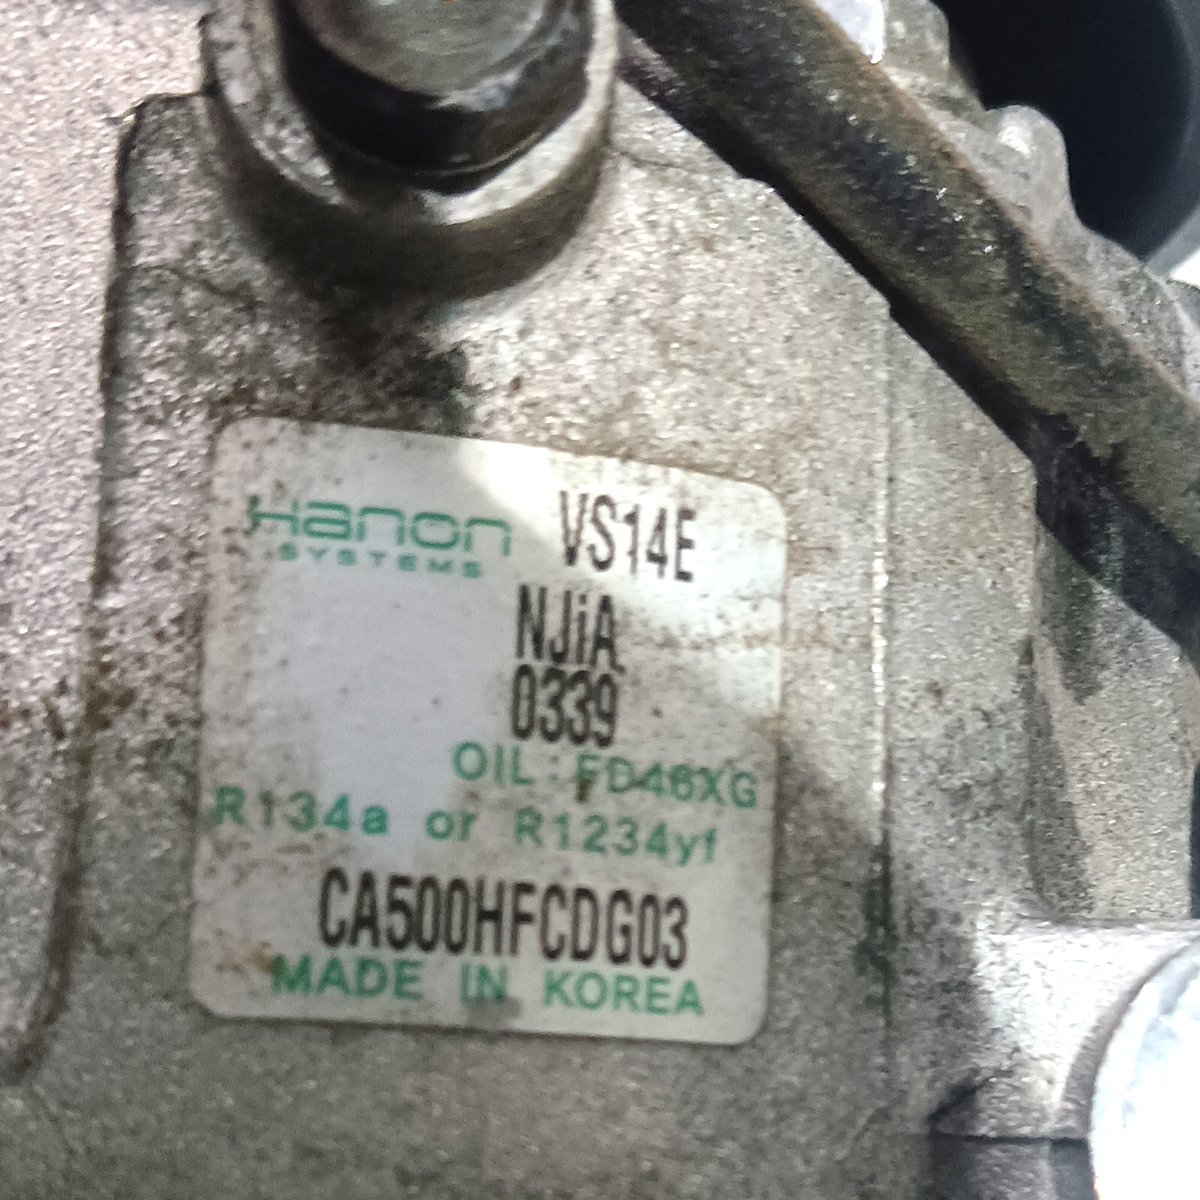 Hanon VS14E
SYSTEMS
NJiA
0339
OIL : FD46XG
R134a or R1234yf
CA500HFCDG03
MADE IN KOREA